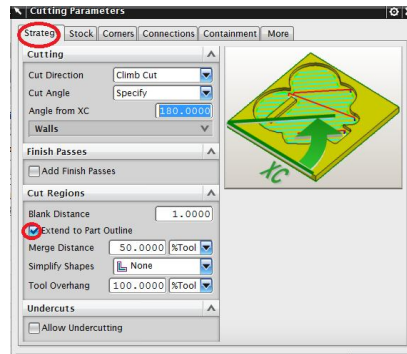 Cutting Parameters
Strateg Stock Corners Connections Containment More
Cutting
Cut Direction Climb Cut
Cut Angle Specify
Angle from XC 180.0000
Walls
Finish Passes
Add Finish Passes
Cut Regions
Blank Distance 1.0000
Extend to Part Outline
Merge Distance 50.0000 %Tool
Simplify Shapes None
Tool Overhang 100.0000 %Tool
Undercuts
Allow Undercutting
XC